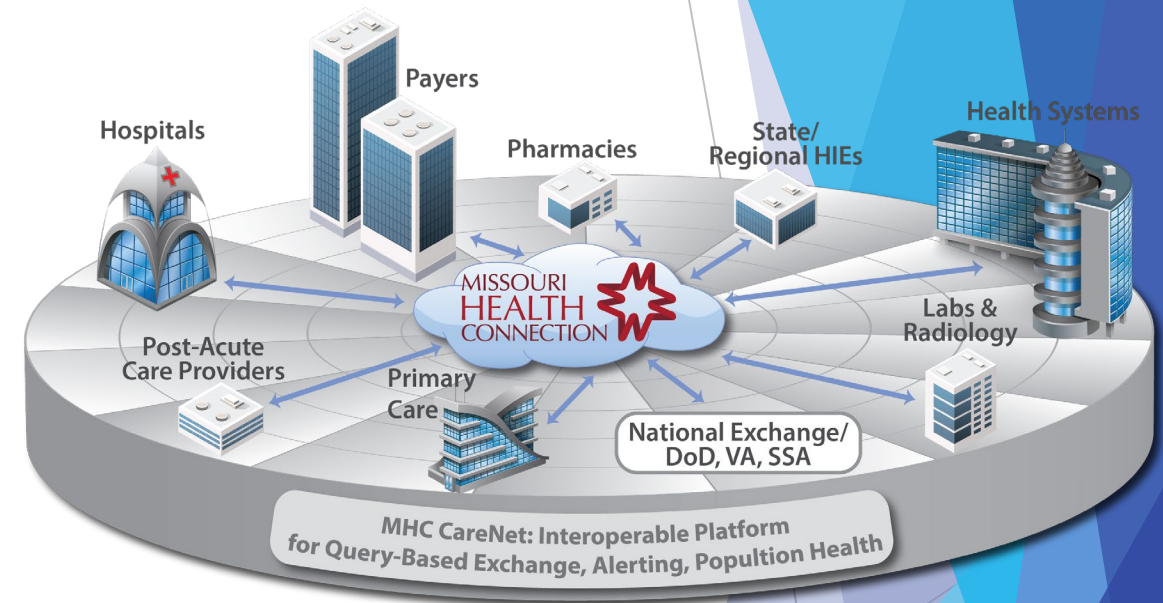 Payers
Hospitals
Health Systems
State/
Regional HIEs
Pharmacies
MISSOURI
HEALTH
CONNECTION
Labs &
Radiology
Post-Acute
Care Providers
Primary
Care
National Exchange/
DoD, VA, SSA
MHC CareNet: Interoperable Platform
for Query-Based Exchange, Alerting, Popultion Health